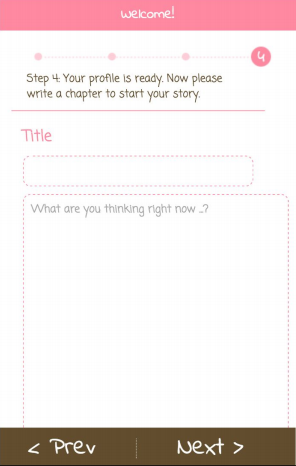 welcome!
4
Step 4: Your profile is ready. Now please
write a chapter to start your story.
Title
What are you thinking right now ...?
< Prev
Next >